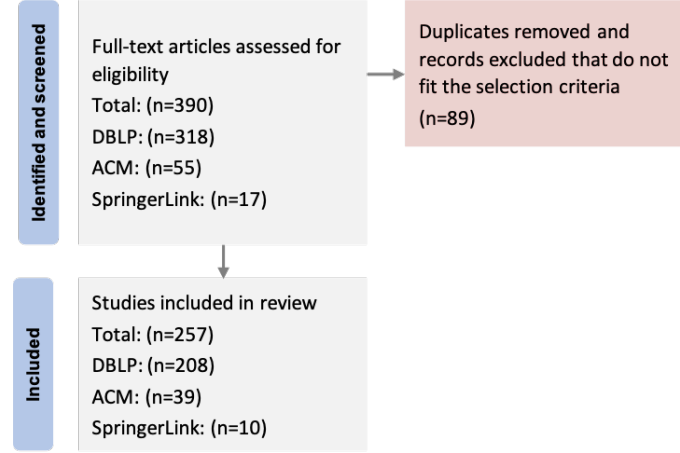 Identified and screened
Full-text articles assessed for
eligibility
Total: (n=390)
DBLP: (n=318)
ACM: (n=55)
SpringerLink: (n=17)
Duplicates removed and
records excluded that do not
fit the selection criteria
(n=89)
Included
Studies included in review
Total: (n=257)
DBLP: (n=208)
ACM: (n=39)
SpringerLink: (n=10)